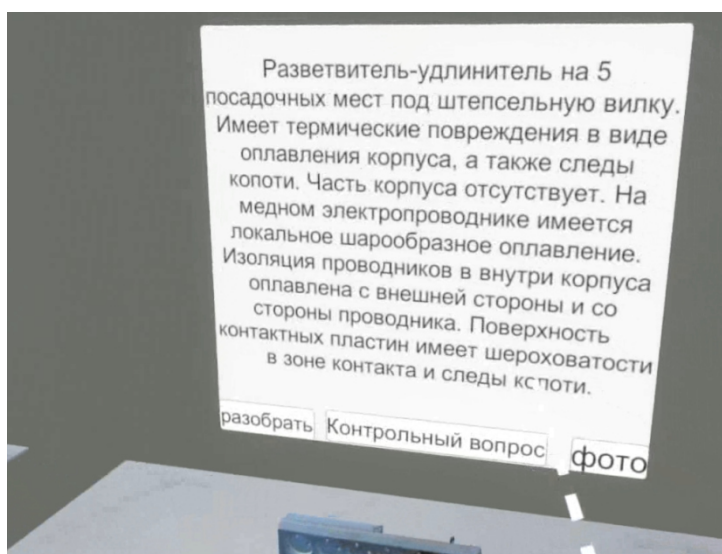 Разветвитель-удлинитель на 5
посадочных мест под штепсельную вилку.
Имеет термические повреждения в виде
оплавления корпуса, а также следы
копоти. Часть корпуса отсутствует. На
медном электропроводнике имеется
локальное шарообразное оплавление.
Изоляция проводников в внутри корпуса
оплавлена с внешней стороны и со
стороны проводника. Поверхность
контактных пластин имеет шероховатости
в зоне контакта и следы копоти.
разобрать Контрольный вопрос фото